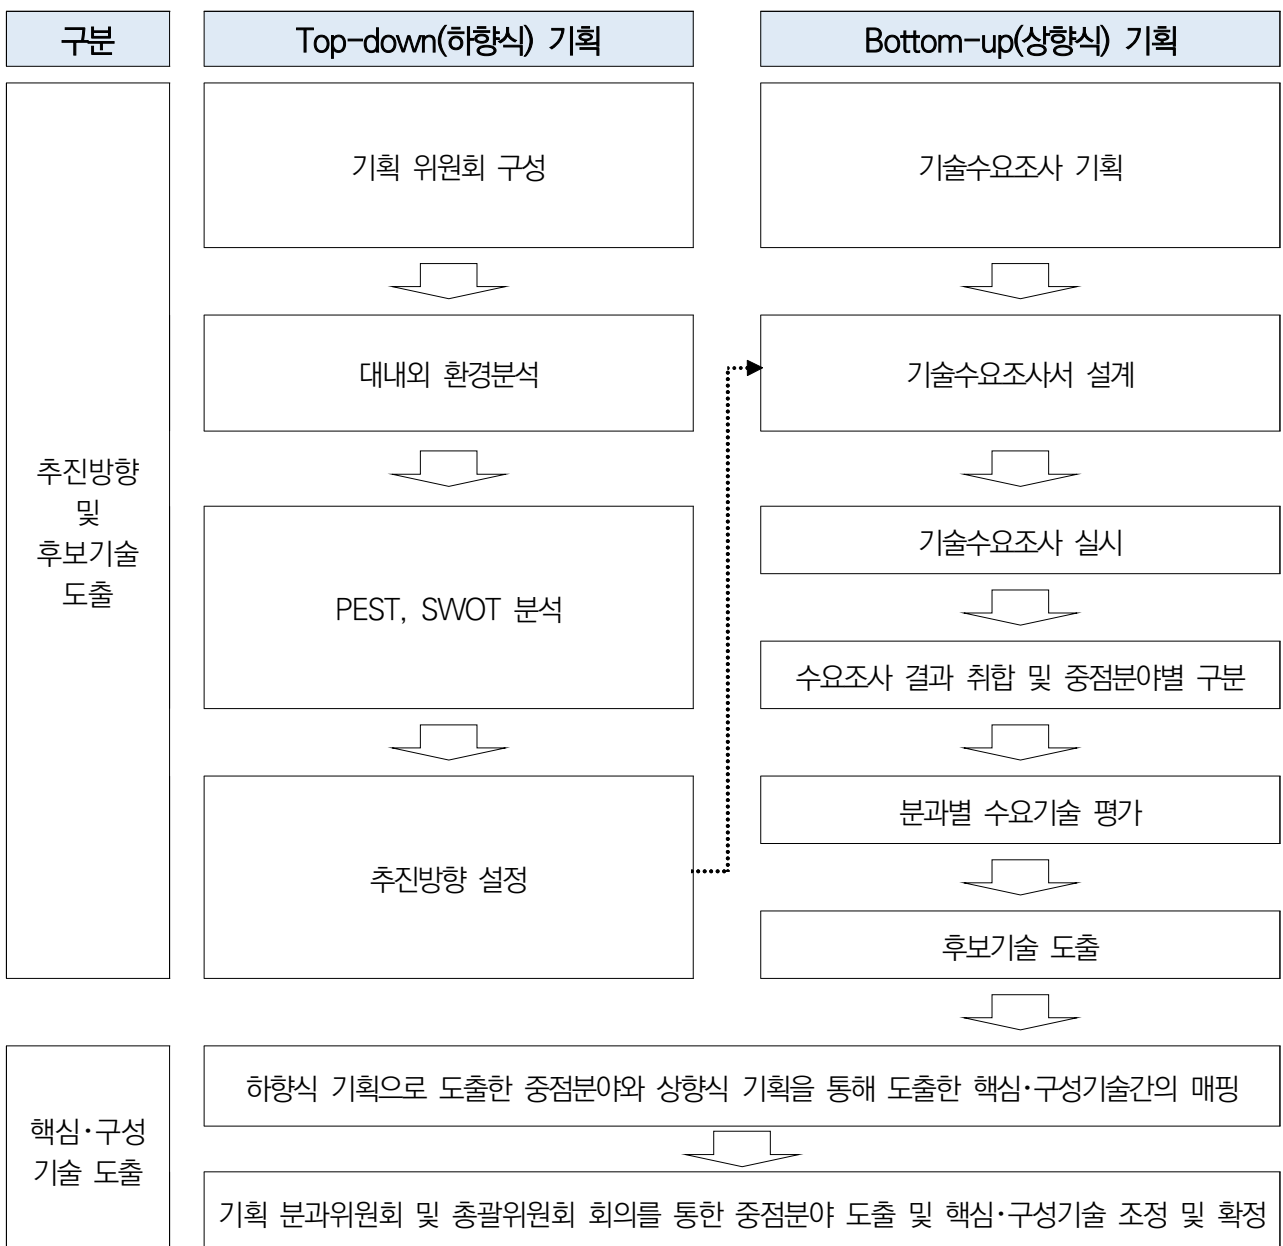 구분
Top-down(하향식) 기획
Bottom-up(상향식) 기획
추진방향
및
후보기술
도출
기획 위원회 구성
대내외 환경분석
PEST, SWOT 분석
추진방향 설정
기술수요조사 기획
기술수요조사서 설계
기술수요조사 실시
수요조사 결과 취합 및 중점분야별 구분
분과별 수요기술 평가
후보기술 도출
핵심·구성
기술 도출
하향식 기획으로 도출한 중점분야와 상향식 기획을 통해 도출한 핵심·구성기술간의 매핑
기획 분과위원회 및 총괄위원회 회의를 통한 중점분야 도출 및 핵심·구성기술 조정 및 확정